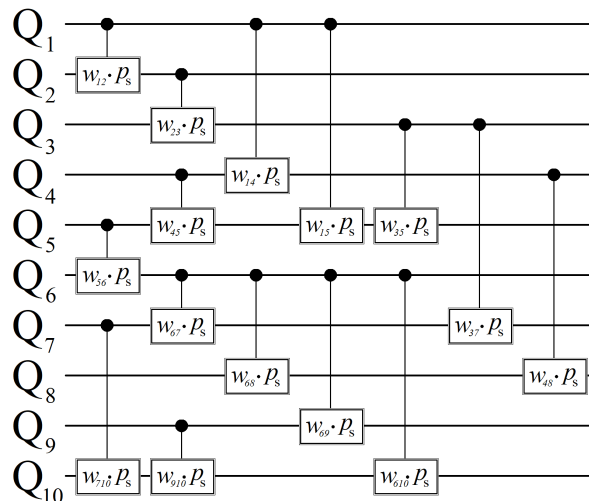 Q1
Q2
w12·ps
Q3
w23·ps
Q4
w14·ps
Q5
w45·ps w15·ps w35·ps
Q6
w56·ps
Q7
w67·ps w37·ps
Q8
w68·ps w48·ps
Q9
w69·ps
Q10
w710·ps w910·ps w610·ps